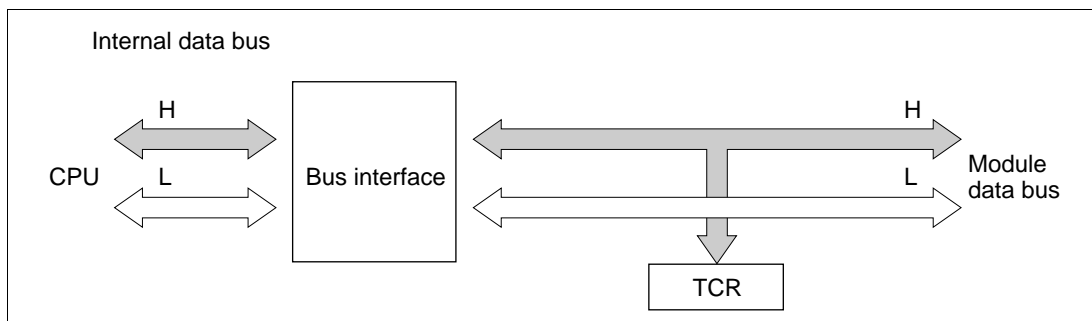 Internal data bus
H
H
CPU
L
Bus interface
L
Module
data bus
TCR